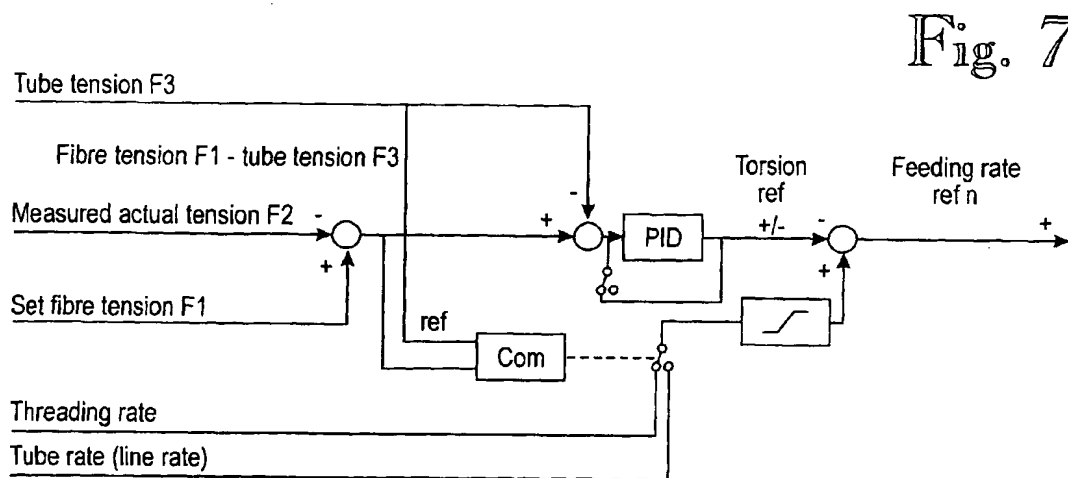 Fig. 7
Tube tension F3
Fibre tension F1 - tube tension F3
Torsion
ref
+/-
Feeding rate
ref n
-
-
+
-
+
Measured actual tension F2
PID
+
+
Set fibre tension F1
ref
Com
Threading rate
Tube rate (line rate)